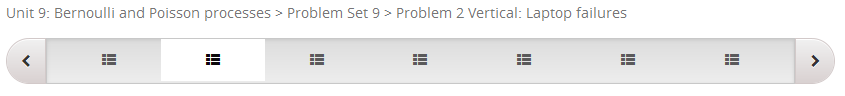 Unit 9: Bernoulli and Poisson processes > Problem Set 9 > Problem 2 Vertical: Laptop failures